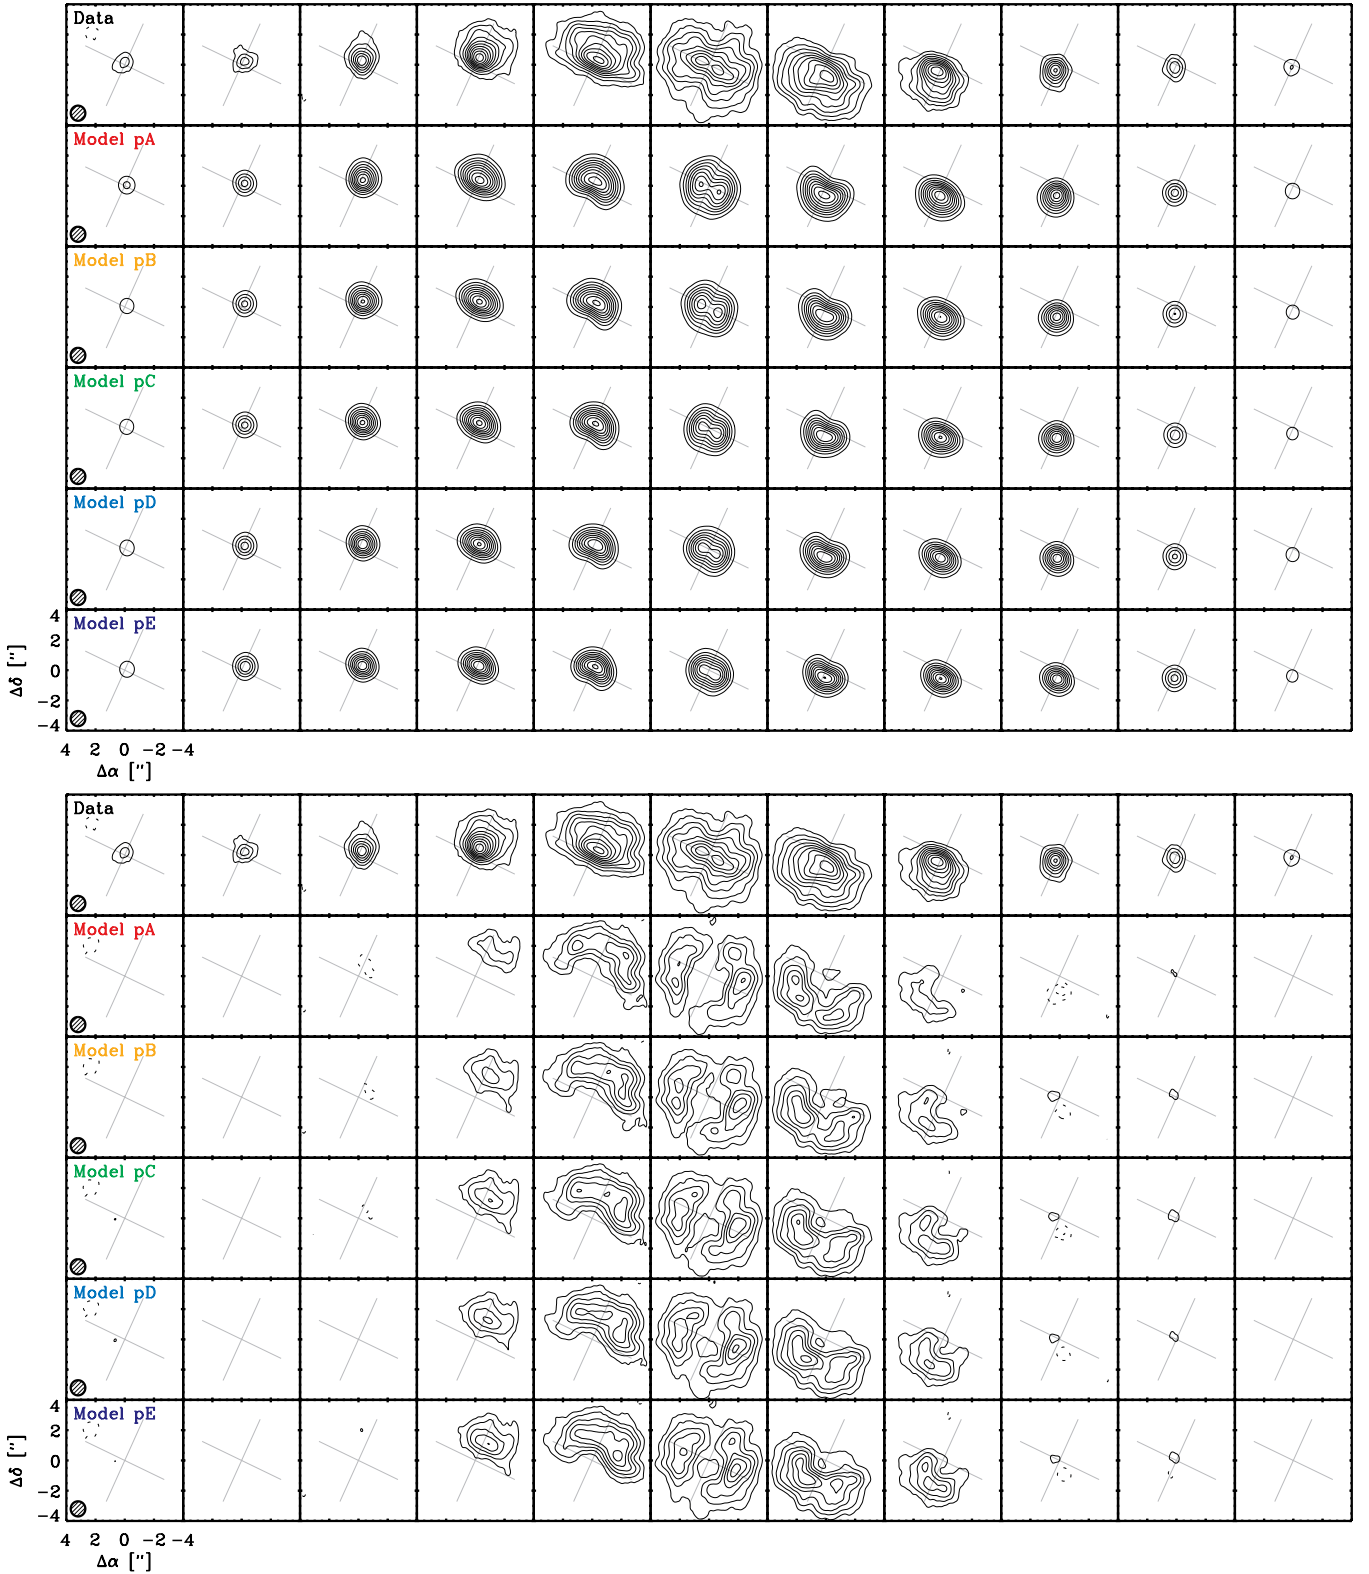 Data
Model pA
Model pB
Model pC
Model pD
Model pE
4
2
0
−2
−4
Δδ ["]
4 2 0 −2 −4
Δα ["]
Data
Model pA
Model pB
Model pC
Model pD
Model pE
4
2
0
−2
−4
Δδ ["]
4 2 0 −2 −4
Δα ["]